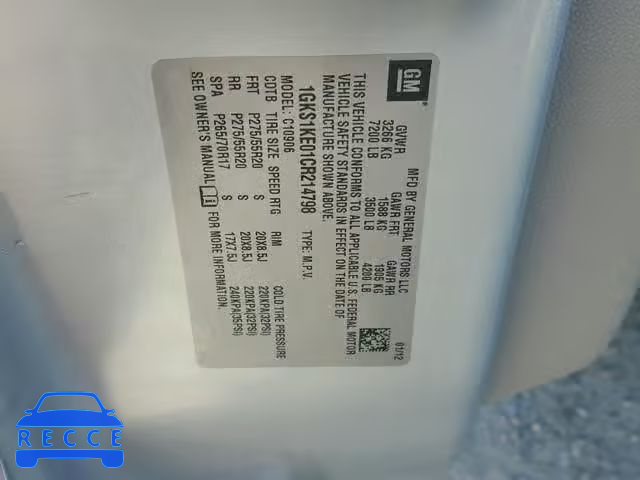 GM
MFD BY GENERAL MOTORS LLC 01/12
GVWR GAWR FRT GAWR RR
3266 KG 1588 KG 1905 KG
7200 LB 3500 LB 4200 LB
THIS VEHICLE CONFORMS TO ALL APPLICABLE U.S. FEDERAL MOTOR
VEHICLE SAFETY STANDARDS IN EFFECT ON THE DATE OF
MANUFACTURE SHOWN ABOVE.
1GKS1KE01CR214798 TYPE: M.P.V.
MODEL: C10906
CDTB TIRE SIZE SPEED RTG RIM COLD TIRE PRESSURE
FRT P275/55R20 S 20X8.5J 220KPA(32PSI)
RR P275/55R20 S 20X8.5J 220KPA(32PSI)
SPA P265/70R17 S 17X7.5J 240KPA(35PSI)
SEE OWNER'S MANUAL i FOR MORE INFORMATION
RECCE